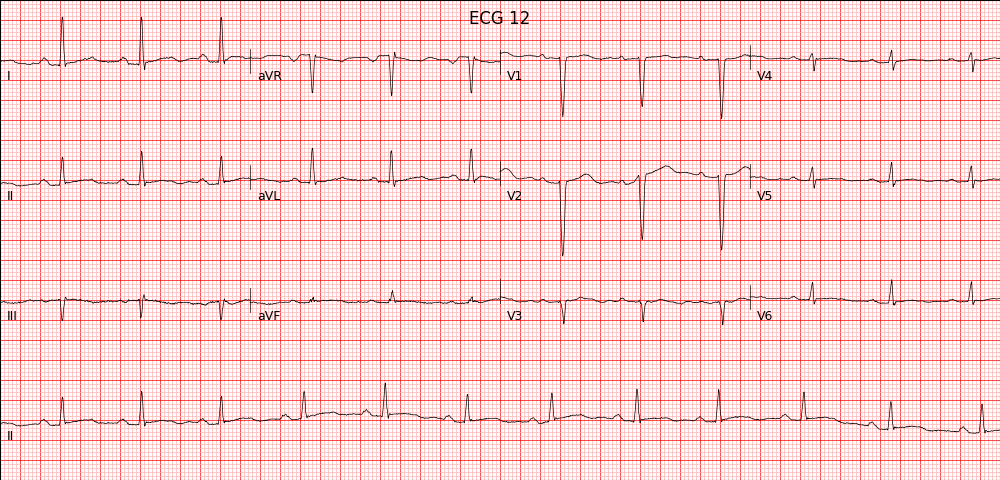 ECG 12
I aVR V1 V4
II aVL V2 V5
III aVF V3 V6
II